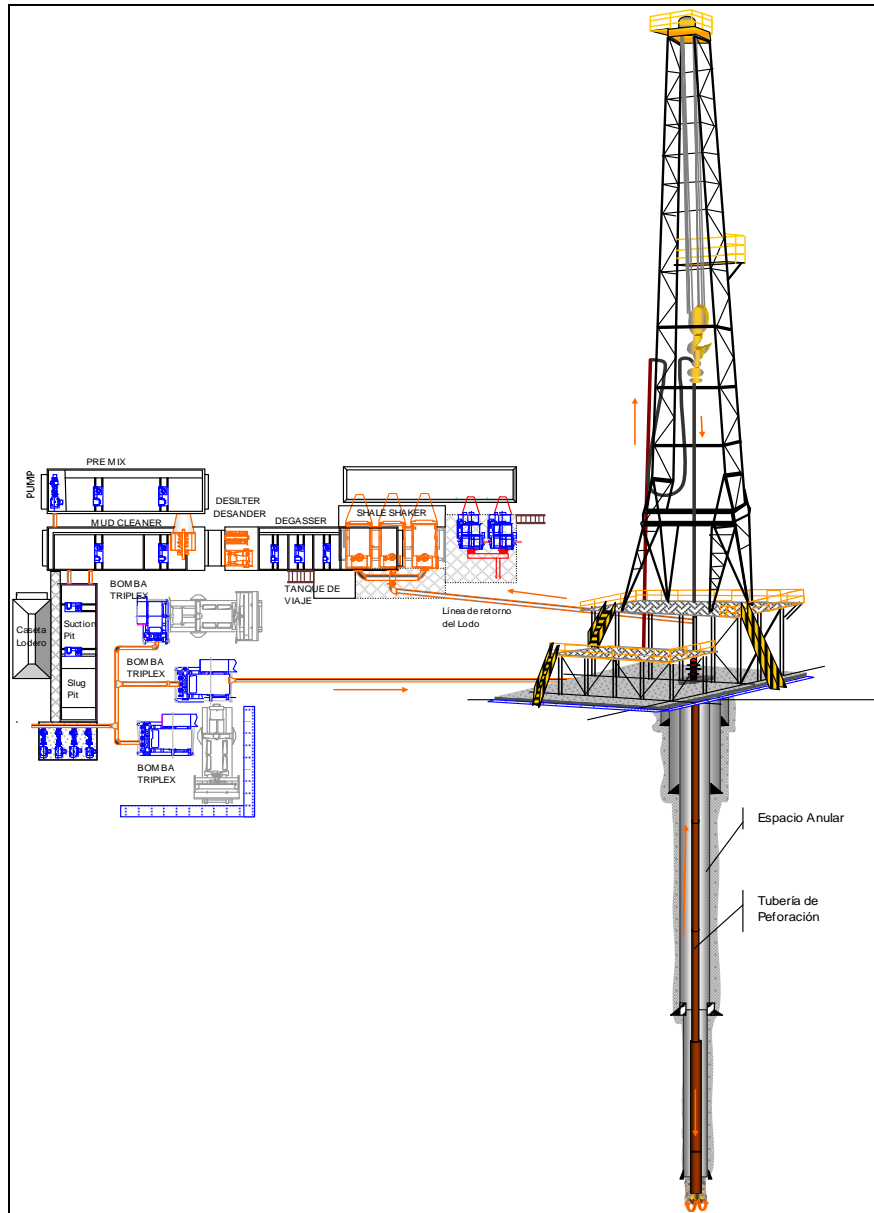 PRE MIX
PUMP
MUD CLEANER
DESILTER
DESANDER
DEGASSER
SHALE SHAKER
TANQUE DE
VIAJE
Línea de retorno
del Lodo
BOMBA
TRIPLEX
Caseta
Lodero
Suction
Pit
Slug
Pit
BOMBA
TRIPLEX
BOMBA
TRIPLEX
Espacio Anular
Tubería de
Peforación